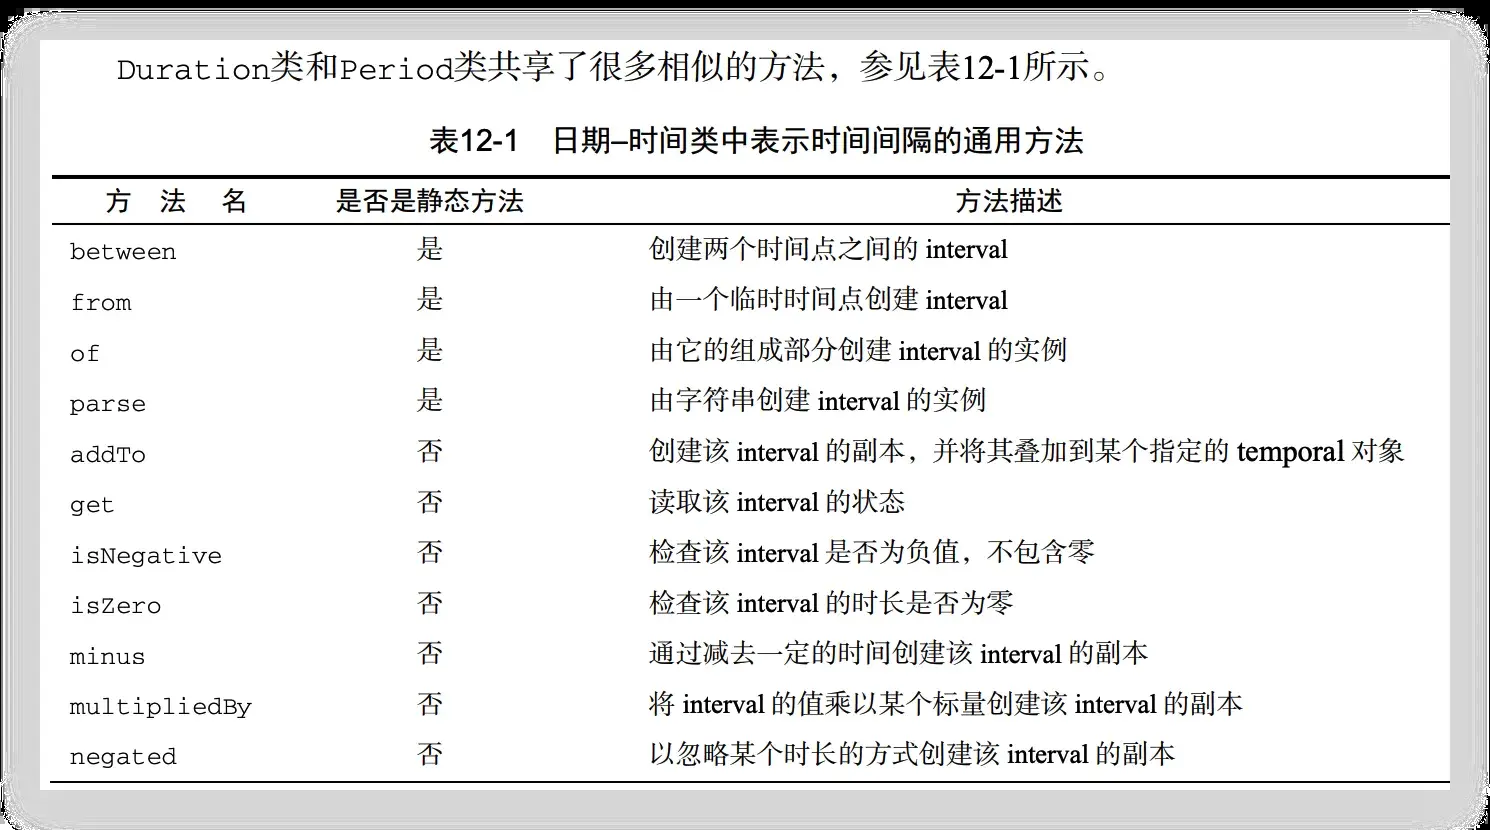 Duration类和Period类共享了很多相似的方法，参见表12-1所示。
表12-1 日期–时间类中表示时间间隔的通用方法
方 法 名 是否是静态方法 方法描述
between 是 创建两个时间点之间的 interval
from 是 由一个临时时间点创建 interval
of 是 由它的组成部分创建 interval 的实例
parse 是 由字符串创建 interval 的实例
addTo 否 创建该 interval 的副本，并将其叠加到某个指定的 temporal 对象
get 否 读取该 interval 的状态
isNegative 否 检查该 interval 是否为负值，不包含零
isZero 否 检查该 interval 的时长是否为零
minus 否 通过减去一定的时间创建该 interval 的副本
multipliedBy 否 将 interval 的值乘以某个标量创建该 interval 的副本
negated 否 以忽略某个时长的方式创建该 interval 的副本